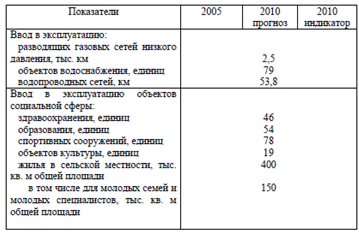 Показатели 2005 2010 2010
прогноз индикатор
Ввод в эксплуатацию:
разводящих газовых сетей низкого
давления, тыс. км 2,5
объектов водоснабжения, единиц 79
водопроводных сетей, км 53,8
Ввод в эксплуатацию объектов
социальной сферы:
здравоохранения, единиц 46
образования, единиц 54
спортивных сооружений, единиц 78
объектов культуры, единиц 19
жилья в сельской местности, тыс. 400
кв. м общей площади
в том числе для молодых семей и 150
молодых специалистов, тыс. кв. м
общей площади